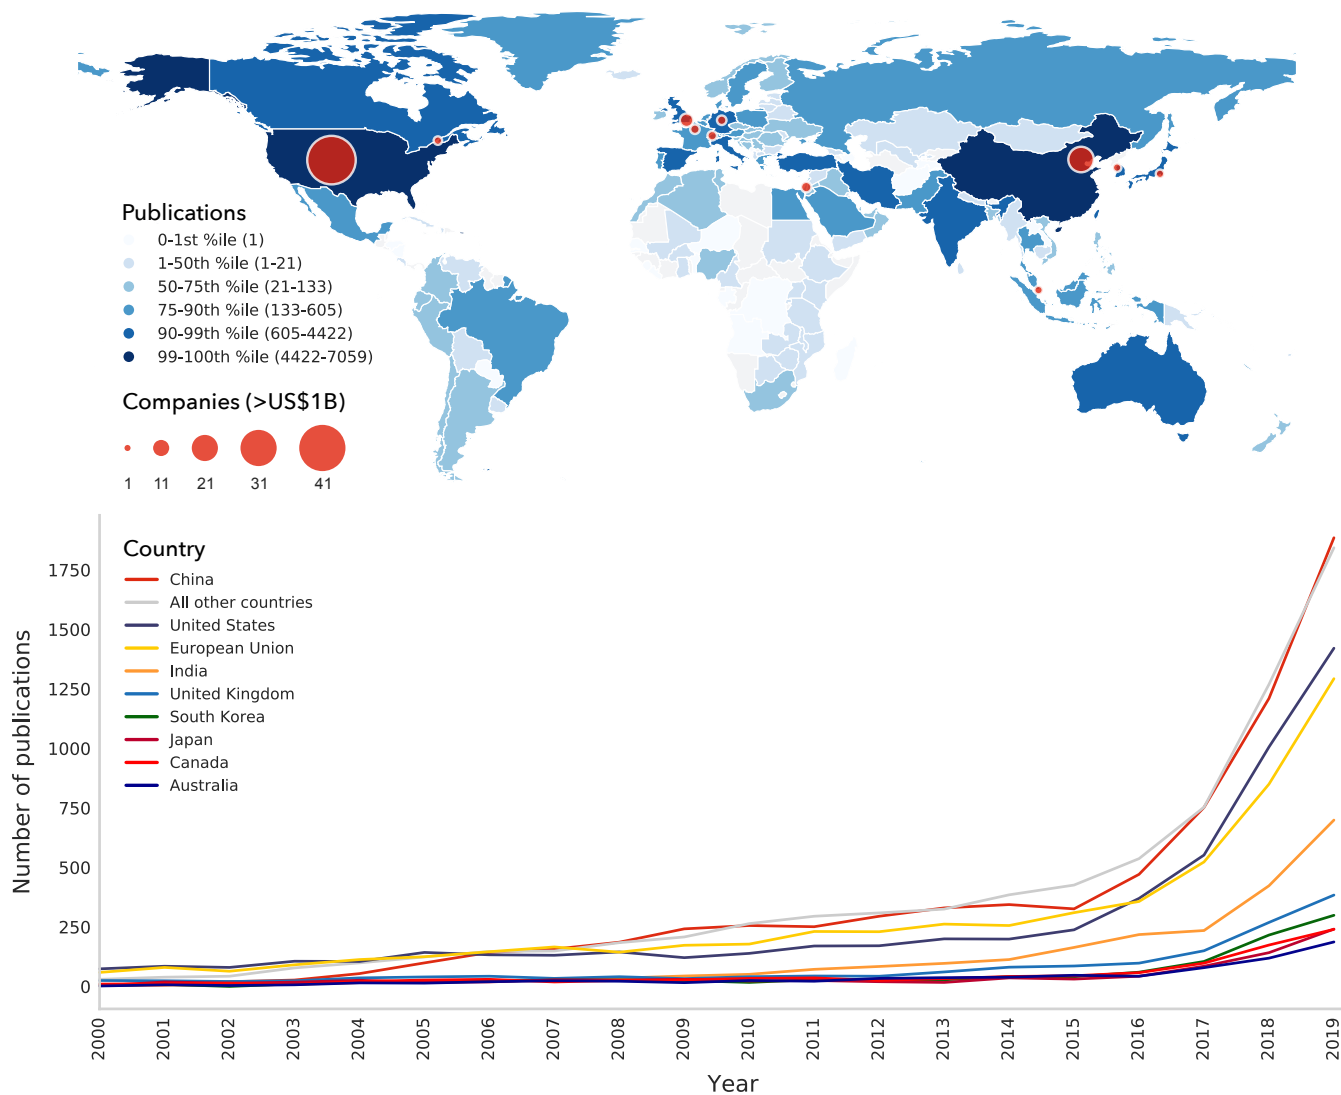 Publications
0-1st %ile (1)
1-50th %ile (1-21)
50-75th %ile (21-133)
75-90th %ile (133-605)
90-99th %ile (605-4422)
99-100th %ile (4422-7059)
Companies (>US$1B)
1 11 21 31 41
Country
China
All other countries
United States
European Union
India
United Kingdom
South Korea
Japan
Canada
Australia
Number of publications
1750
1500
1250
1000
750
500
250
0
2000 2001 2002 2003 2004 2005 2006 2007 2008 2009 2010 2011 2012 2013 2014 2015 2016 2017 2018 2019
Year